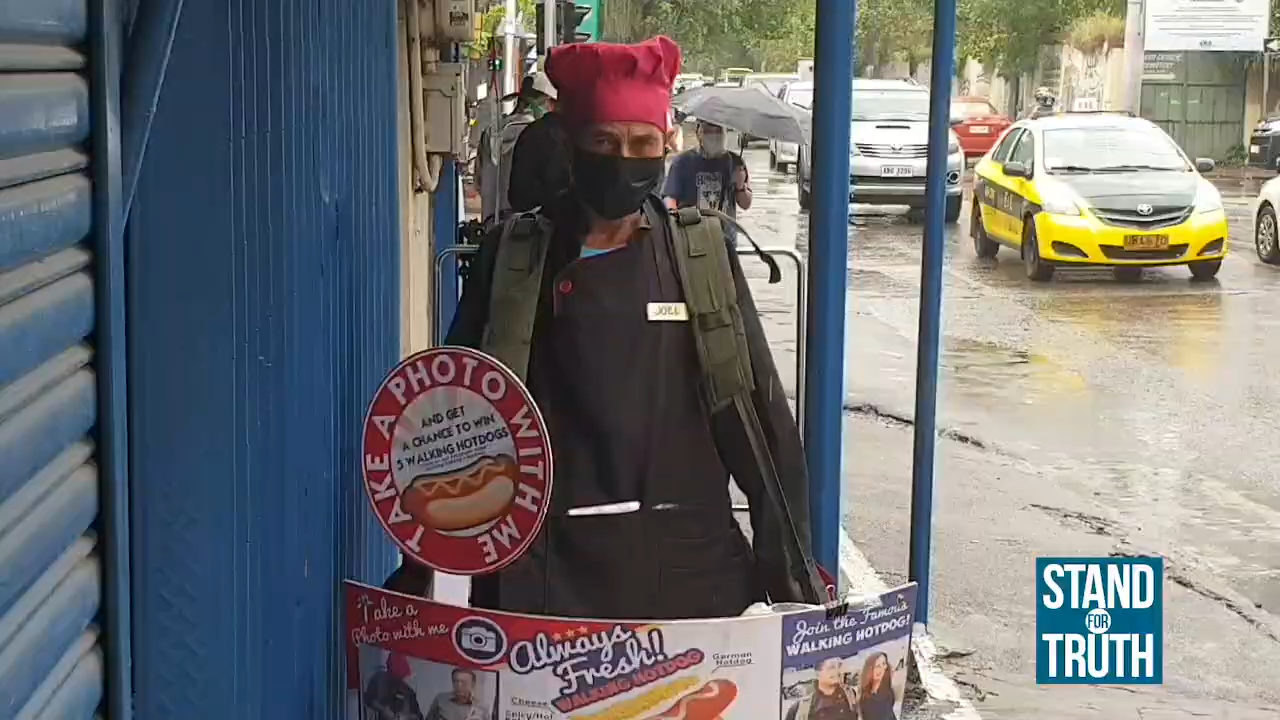 JOEL
TAKE A PHOTO WITH ME
AND GET
A CHANCE TO WIN
3 WALKING HOTDOGS
Take a
Photo with me
Always
Fresh!!
WALKING HOTDOG
German
Hotdog
Cheese
Join the Famous
WALKING HOTDOG!
STAND
FOR
TRUTH